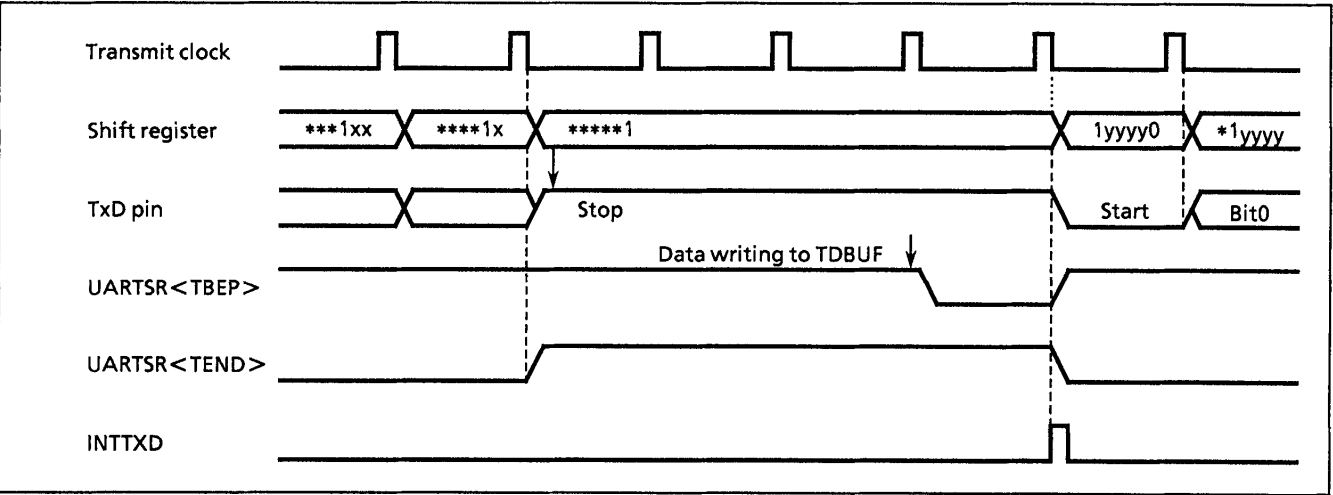 Transmit clock
Shift register ***1xx ****1x *****1 1yyyy0 *1yyyy
TxD pin Stop Start Bit0
Data writing to TDBUF
UARTSR<TBEP>
UARTSR<TEND>
INTTXD